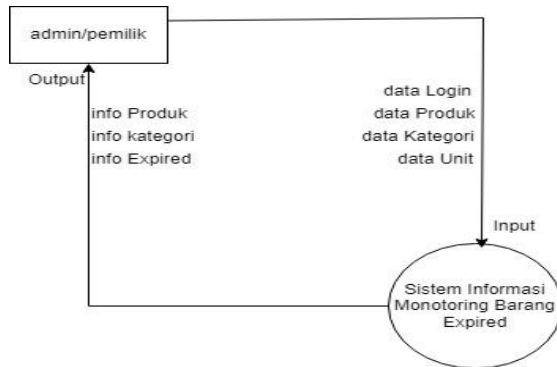 admin/pemilik
Output
info Produk
info kategori
info Expired
data Login
data Produk
data Kategori
data Unit
Input
Sistem Informasi
Monotoring Barang
Expired